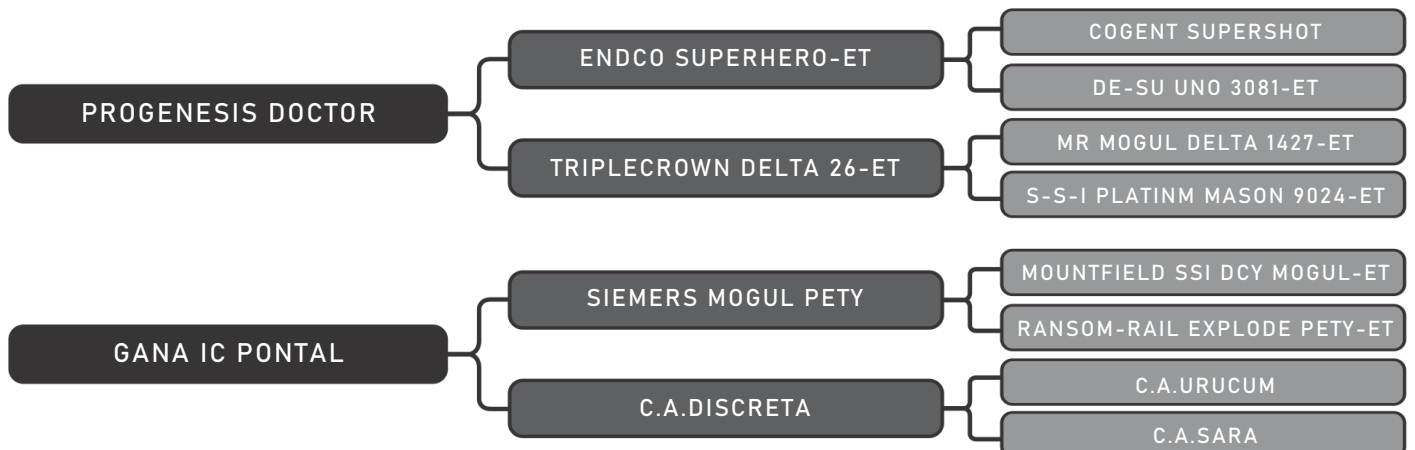 PROGENESIS DOCTOR
ENDCO SUPERHERO-ET
COGENT SUPERSHOT
DE-SU UNO 3081-ET
TRIPLECROWN DELTA 26-ET
MR MOGUL DELTA 1427-ET
S-S-I PLATINM MASON 9024-ET
GANA IC PONTAL
SIEMERS MOGUL PETY
MOUNTFIELD SSI DCY MOGUL-ET
RANSOM-RAIL EXPLODE PETY-ET
C.A.DISCRETA
C.A.URUCUM
C.A.SARA